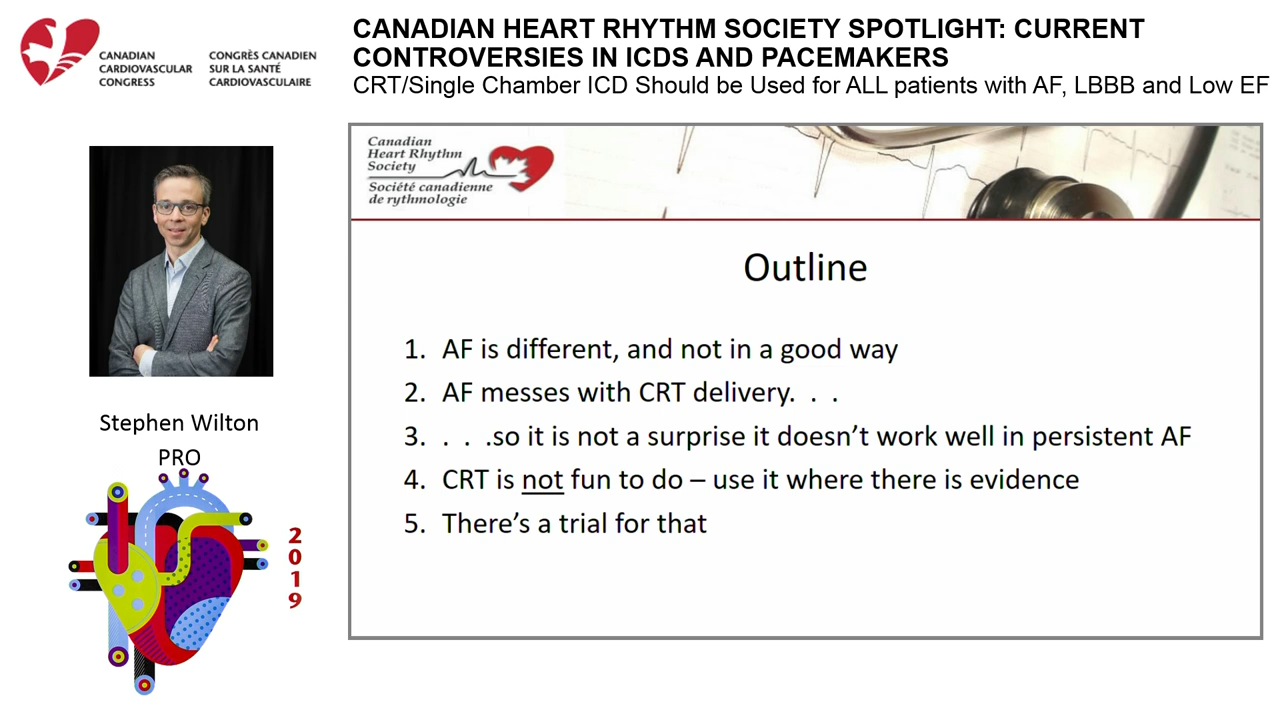 CANADIAN
CARDIOVASCULAR
CONGRESS
CONGRÈS CANADIEN
SUR LA SANTÉ
CARDIOVASCULAIRE
CANADIAN HEART RHYTHM SOCIETY SPOTLIGHT: CURRENT
CONTROVERSIES IN ICDS AND PACEMAKERS
CRT/Single Chamber ICD Should be Used for ALL patients with AF, LBBB and Low EF
Stephen Wilton
PRO
2019
Canadian
Heart Rhythm
Society
Société canadienne
de rythmologie
Outline
1. AF is different, and not in a good way
2. AF messes with CRT delivery. . .
3. . . .so it is not a surprise it doesn’t work well in persistent AF
4. CRT is not fun to do – use it where there is evidence
5. There’s a trial for that